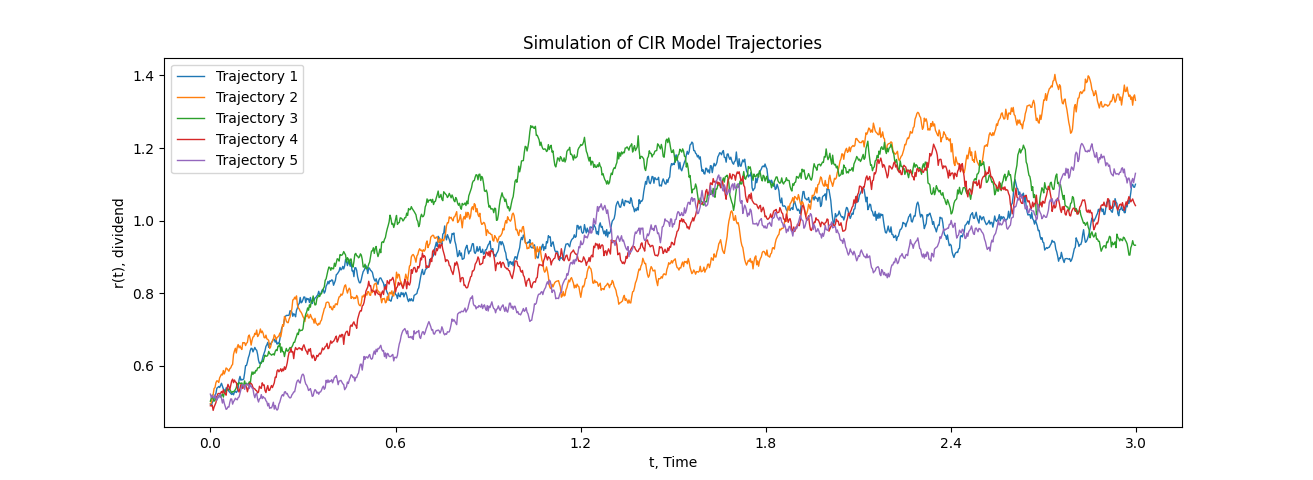 Simulation of CIR Model Trajectories
Trajectory 1
Trajectory 2
Trajectory 3
Trajectory 4
Trajectory 5
r(t), dividend
1.4
1.2
1.0
0.8
0.6
0.0 0.6 1.2 1.8 2.4 3.0
t, Time